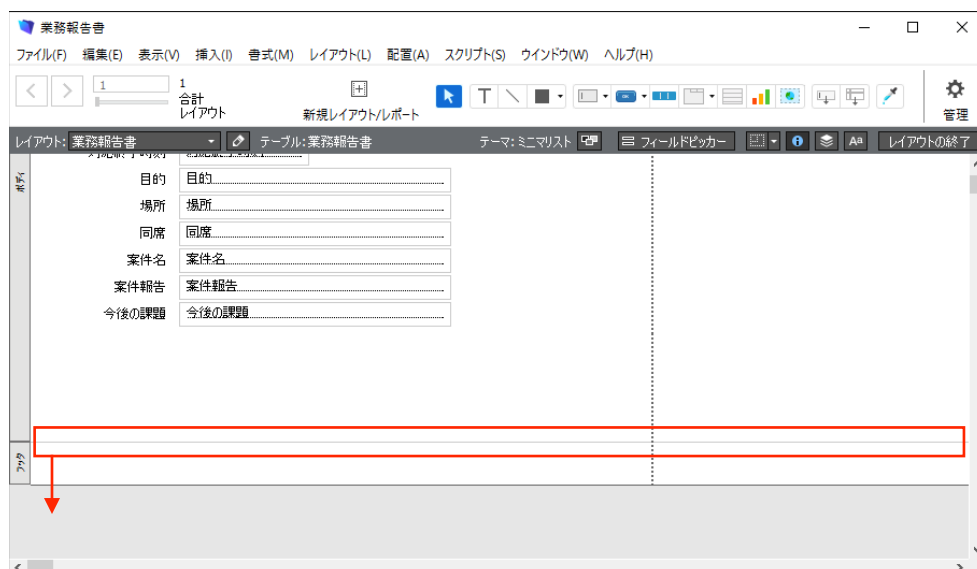 業務報告書
ファイル(F) 編集(E) 表示(V) 挿入(I) 書式(M) レイアウト(L) 配置(A) スクリプト(S) ウインドウ(W) ヘルプ(H)
1
1
合計
レイアウト
新規レイアウト/レポート
T
管理
レイアウト: 業務報告書 テーブル:業務報告書 テーマ:ミニマリスト フィールドピッカー Aa レイアウトの終了
ボディ
目的 目的
場所 場所
同席 同席
案件名 案件名
案件報告 案件報告
今後の課題 今後の課題
フッタ